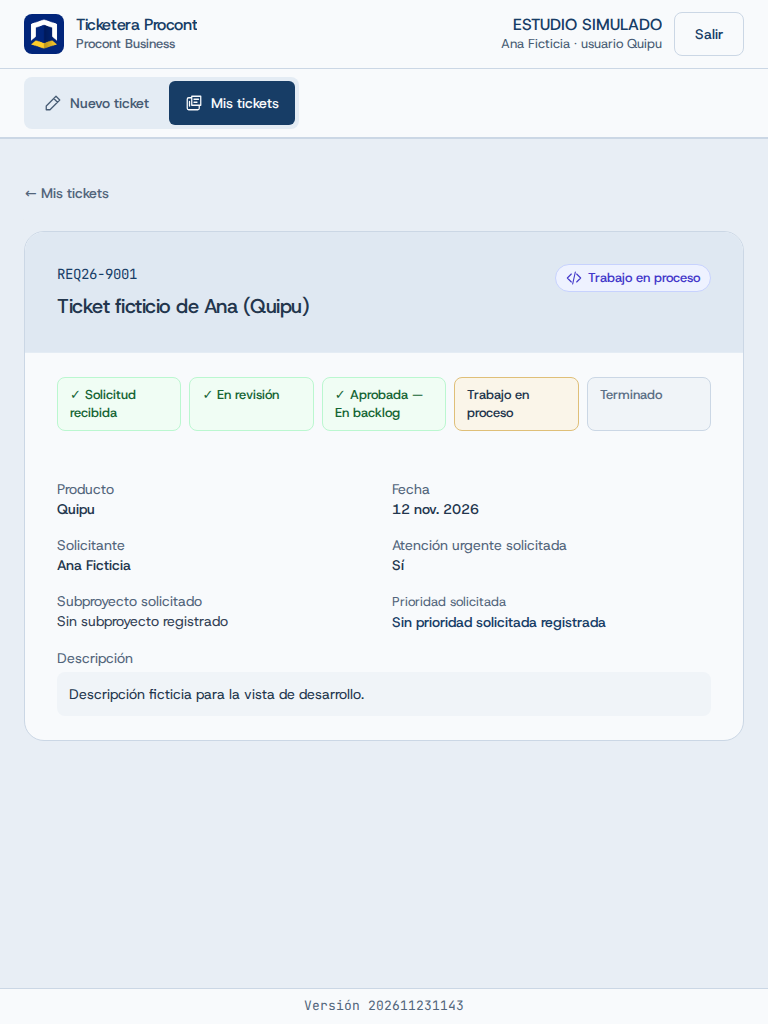 Ticketera Procont
Procont Business
ESTUDIO SIMULADO
Ana Ficticia · usuario Quipu
Salir
Nuevo ticket
Mis tickets
← Mis tickets
REQ26-9001
Trabajo en proceso
Ticket ficticio de Ana (Quipu)
✓ Solicitud
recibida
✓ En revisión
✓ Aprobada —
En backlog
Trabajo en
proceso
Terminado
Producto
Quipu
Fecha
12 nov. 2026
Solicitante
Ana Ficticia
Atención urgente solicitada
Sí
Subproyecto solicitado
Sin subproyecto registrado
Prioridad solicitada
Sin prioridad solicitada registrada
Descripción
Descripción ficticia para la vista de desarrollo.
Versión 202611231143